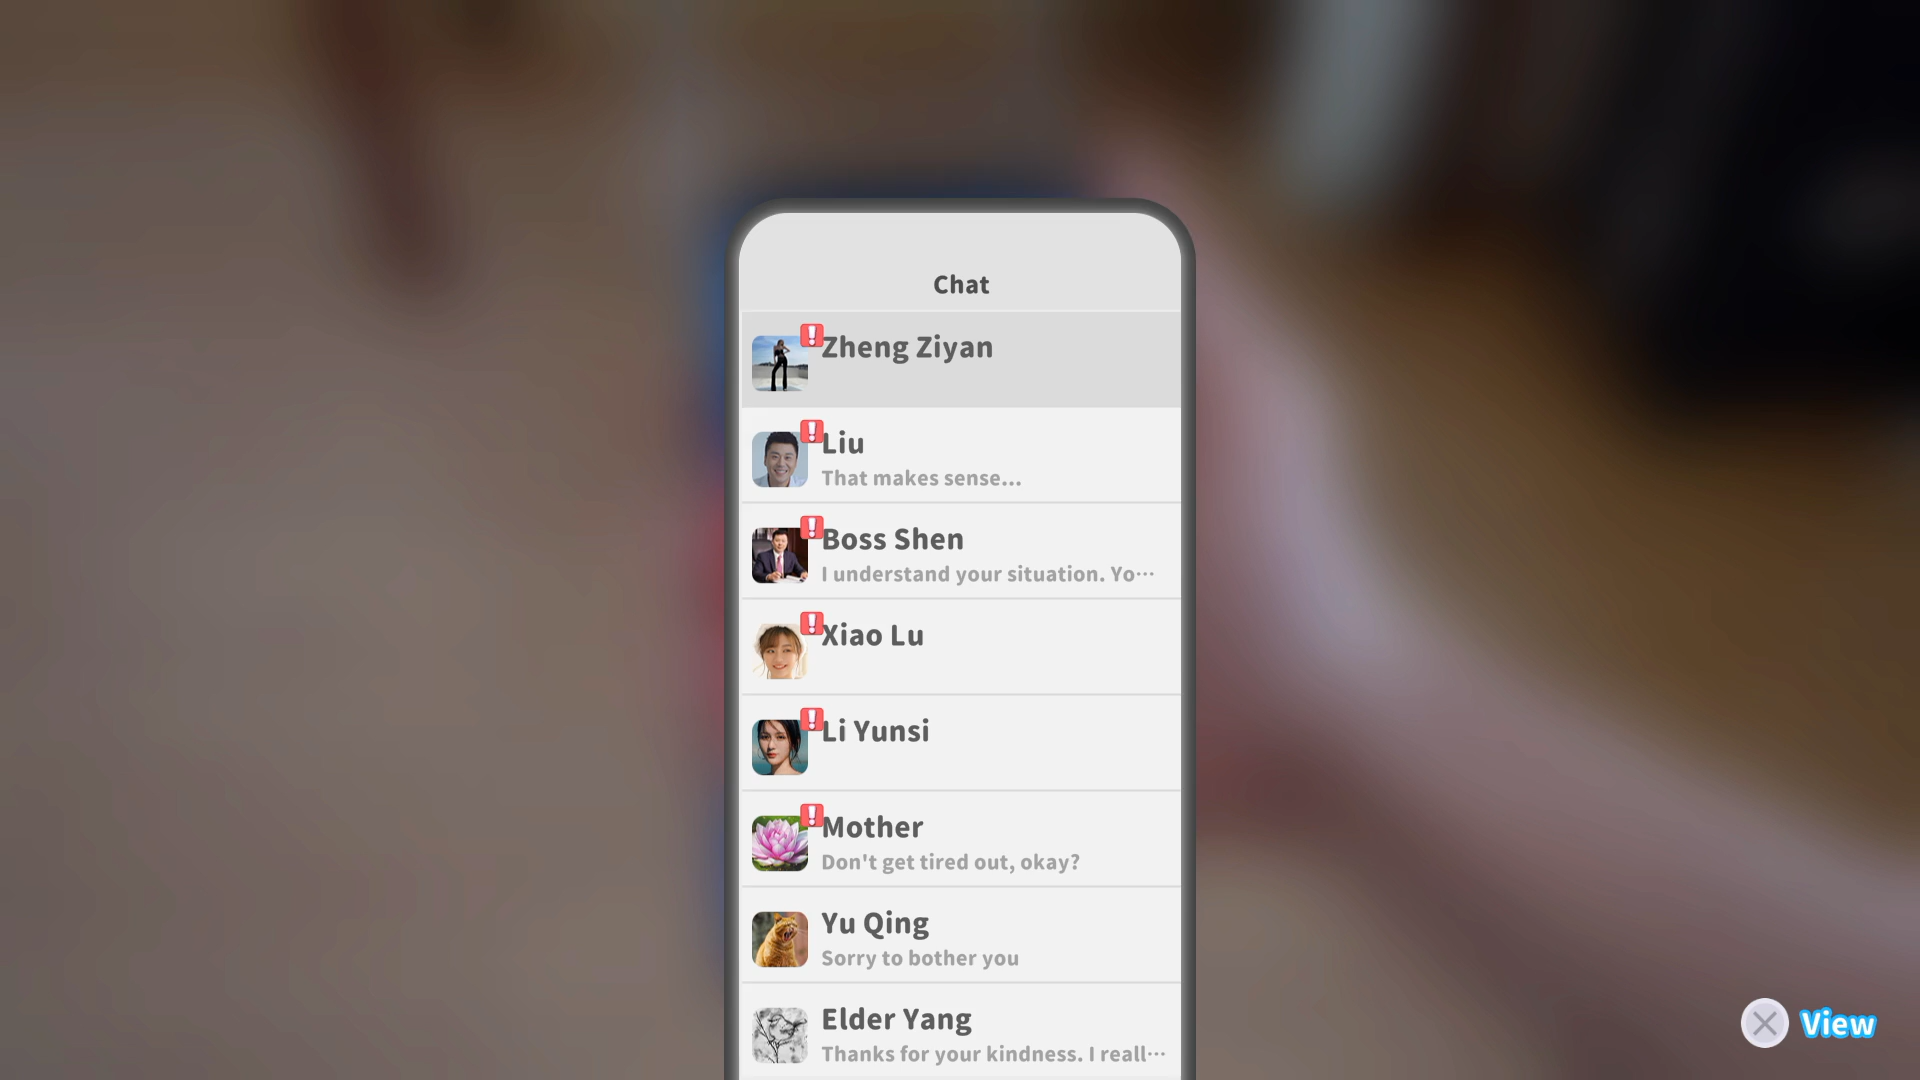 Chat
Zheng Ziyan
Liu
That makes sense...
Boss Shen
I understand your situation. Yo···
Xiao Lu
Li Yunsi
Mother
Don't get tired out, okay?
Yu Qing
Sorry to bother you
Elder Yang
Thanks for your kindness. I reall···
View